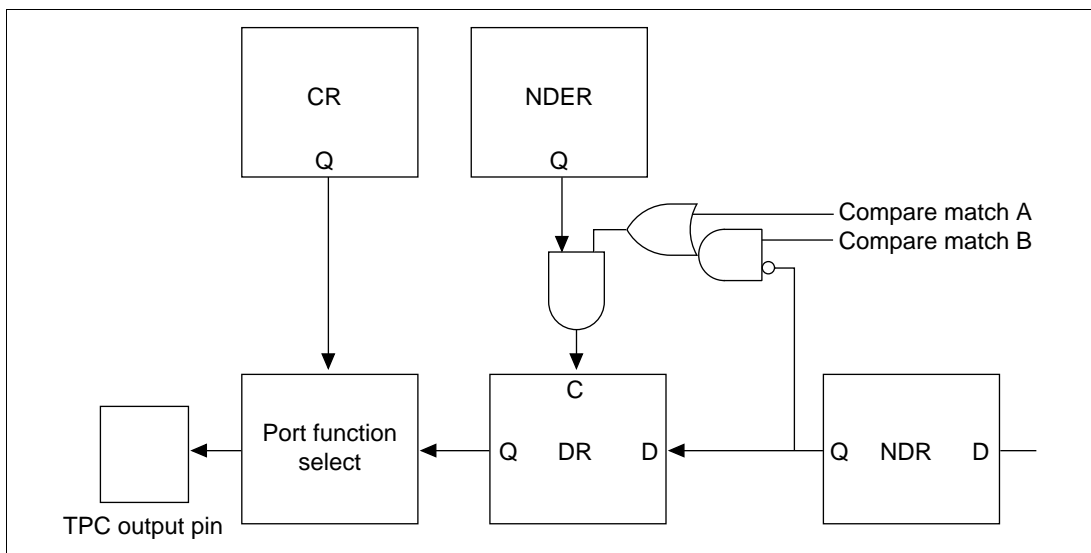 CR
NDER
Q
Q
Compare match A
Compare match B
C
Port function
select
Q
DR
D
Q
NDR
D
TPC output pin